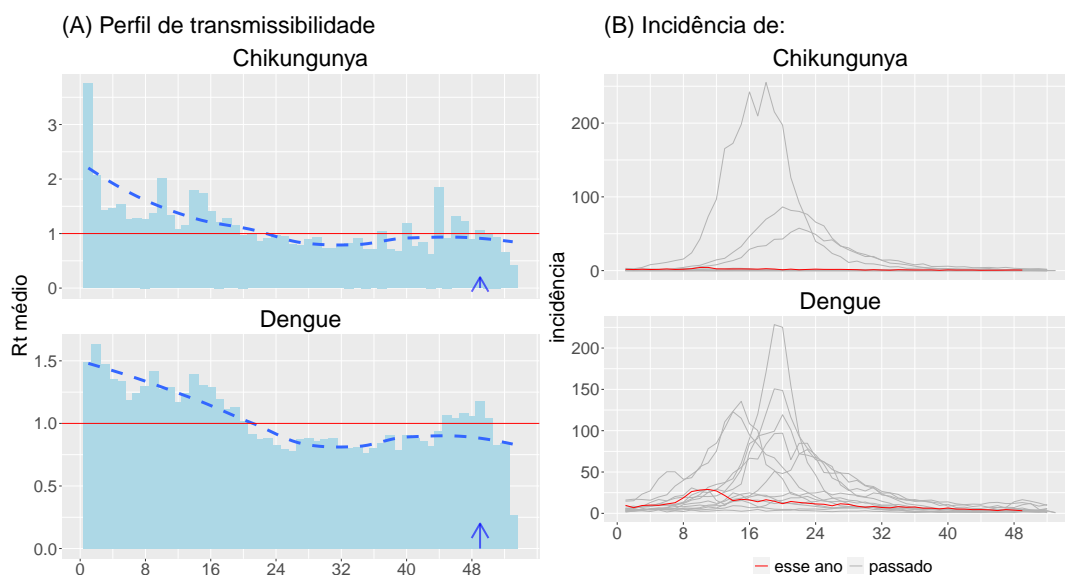 (A) Perfil de transmissibilidade
Chikungunya
3
2
1
0
Dengue
1.5
1.0
0.5
0.0
0 8 16 24 32 40 48
Rt médio
(B) Incidência de:
Chikungunya
200
100
0
Dengue
200
150
100
50
0
0 8 16 24 32 40 48
incidência
esse ano passado